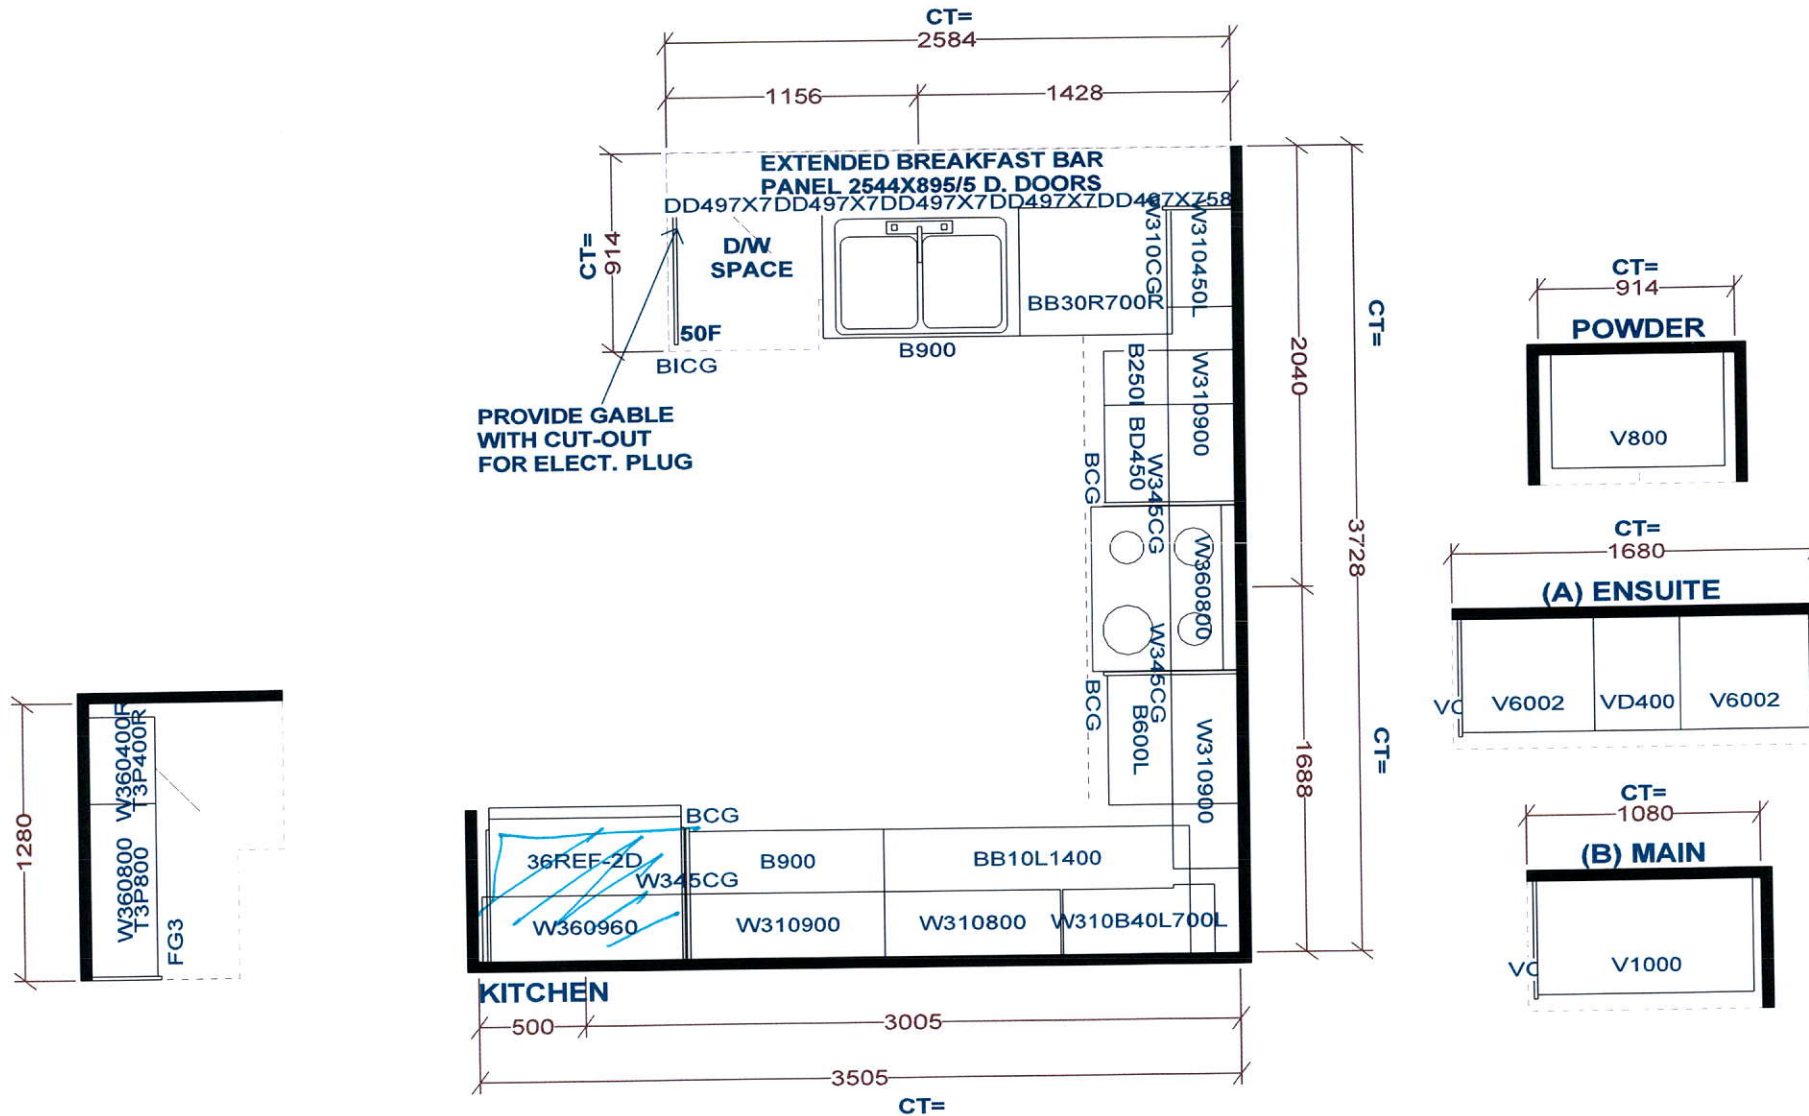 CT=
2584
1156
1428
EXTENDED BREAKFAST BAR
PANEL 2544X895/5 D. DOORS
DD497X7DD497X7DD497X7DD497X7DD497X758
CT=
914
D/W
SPACE
50F
BICG
B900
BB30R700R
W310CG
W310450L
PROVIDE GABLE
WITH CUT-OUT
FOR ELECT. PLUG
B250
BD450
W310900
BCG
W345CG
W360800
W345CG
BCG
B600L
W310900
2040
1688
CT=
3728
CT=
BCG
36REF-2D
W345CG
W360960
B900
BB10L1400
W310900
W310800
W310B40L700L
KITCHEN
500
3005
3505
CT=
1280
W360400R
T3P400R
W360800
T3P800
FG3
CT=
914
POWDER
V800
CT=
1680
(A) ENSUITE
VC
V6002
VD400
V6002
CT=
1080
(B) MAIN
VC
V1000